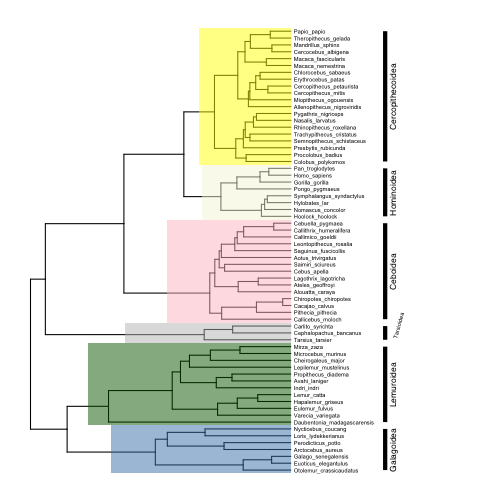 Papio_papio
Theropithecus_gelada
Mandrillus_sphinx
Cercocebus_albigena
Macaca_fascicularis
Macaca_nemestrina
Chlorocebus_sabaeus
Erythrocebus_patas
Cercopithecus_petaurista
Cercopithecus_mitis
Miopithecus_ogouensis
Allenopithecus_nigroviridis
Pygathrix_nigripes
Nasalis_larvatus
Rhinopithecus_roxellana
Trachypithecus_cristatus
Semnopithecus_schistaceus
Presbytis_rubicunda
Procolobus_badius
Colobus_polykomos
Cercopithecoidea
Pan_troglodytes
Homo_sapiens
Gorilla_gorilla
Pongo_pygmaeus
Symphalangus_syndactylus
Hylobates_lar
Nomascus_concolor
Hoolock_hoolock
Hominoidea
Cebuella_pygmaea
Callithrix_humeralifera
Callimico_goeldii
Leontopithecus_rosalia
Saguinus_fuscicollis
Aotus_trivirgatus
Saimiri_sciureus
Cebus_apella
Lagothrix_lagotricha
Ateles_geoffroyi
Alouatta_caraya
Chiropotes_chiropotes
Cacajao_calvus
Pithecia_pithecia
Callicebus_moloch
Ceboidea
Carlito_syrichta
Cephalopachus_bancanus
Tarsius_tarsier
Tarsioidea
Mirza_zaza
Microcebus_murinus
Cheirogaleus_major
Lepilemur_mustelinus
Propithecus_diadema
Avahi_laniger
Indri_indri
Lemur_catta
Hapalemur_griseus
Eulemur_fulvus
Varecia_variegata
Daubentonia_madagascarensis
Lemuroidea
Nycticebus_coucang
Loris_lydekkerianus
Perodicticus_potto
Arctocebus_aureus
Galago_senegalensis
Euoticus_elegantulus
Otolemur_crassicaudatus
Galagoidea